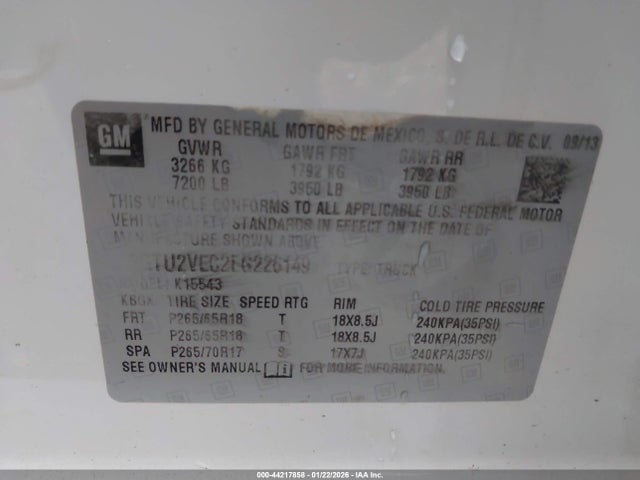 GM
MFD BY GENERAL MOTORS DE MEXICO, S. DE R.L. DE C.V. 09/13
GVWR GAWR FRT GAWR RR
3266 KG 1792 KG 1792 KG
7200 LB 3950 LB 3950 LB
THIS VEHICLE CONFORMS TO ALL APPLICABLE U.S. FEDERAL MOTOR
VEHICLE SAFETY STANDARDS IN EFFECT ON THE DATE OF
MANUFACTURE SHOWN ABOVE.
TYPE: TRUCK
K15543
KBGX TIRE SIZE SPEED RTG RIM COLD TIRE PRESSURE
FRT P265/65R18 T 18X8.5J 240KPA(35PSI)
RR P265/65R18 T 18X8.5J 240KPA(35PSI)
SPA P265/70R17 S 17X7J 240KPA(35PSI)
SEE OWNER'S MANUAL FOR MORE INFORMATION
000-44217858 - 01/22/2026 - IAA Inc.